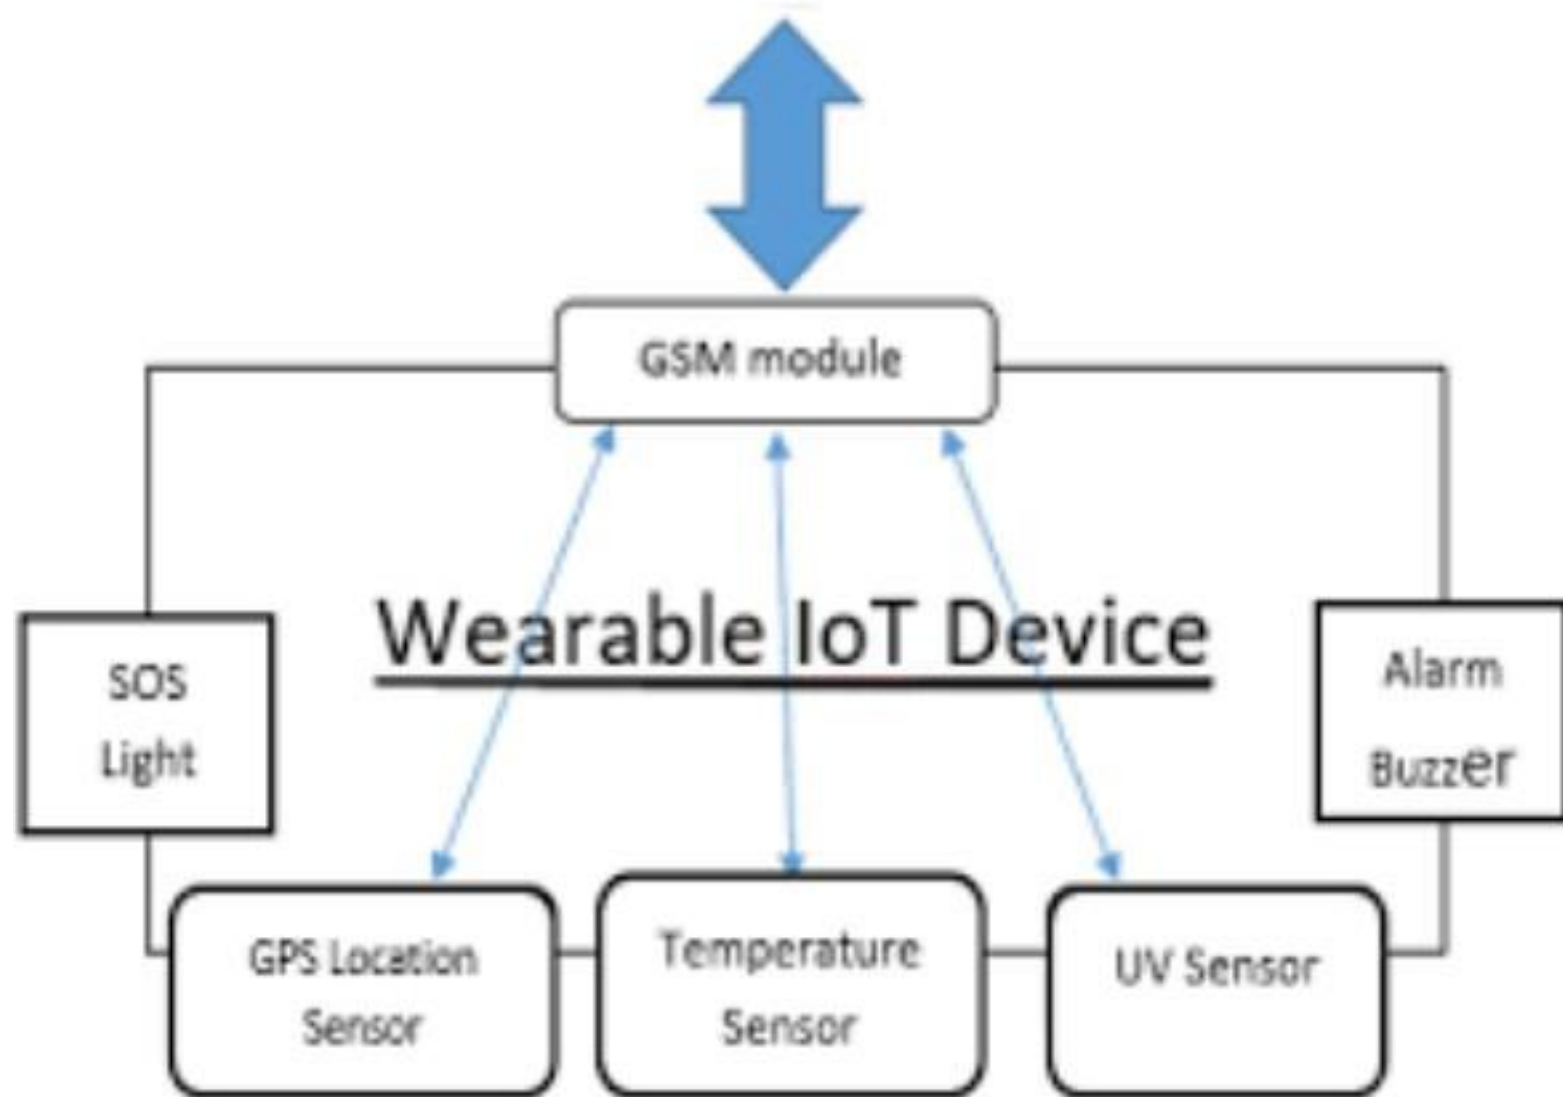 GSM module
Wearable IoT Device
SOS
Light
Alarm
Buzzer
GPS Location
Sensor
Temperature
Sensor
UV Sensor